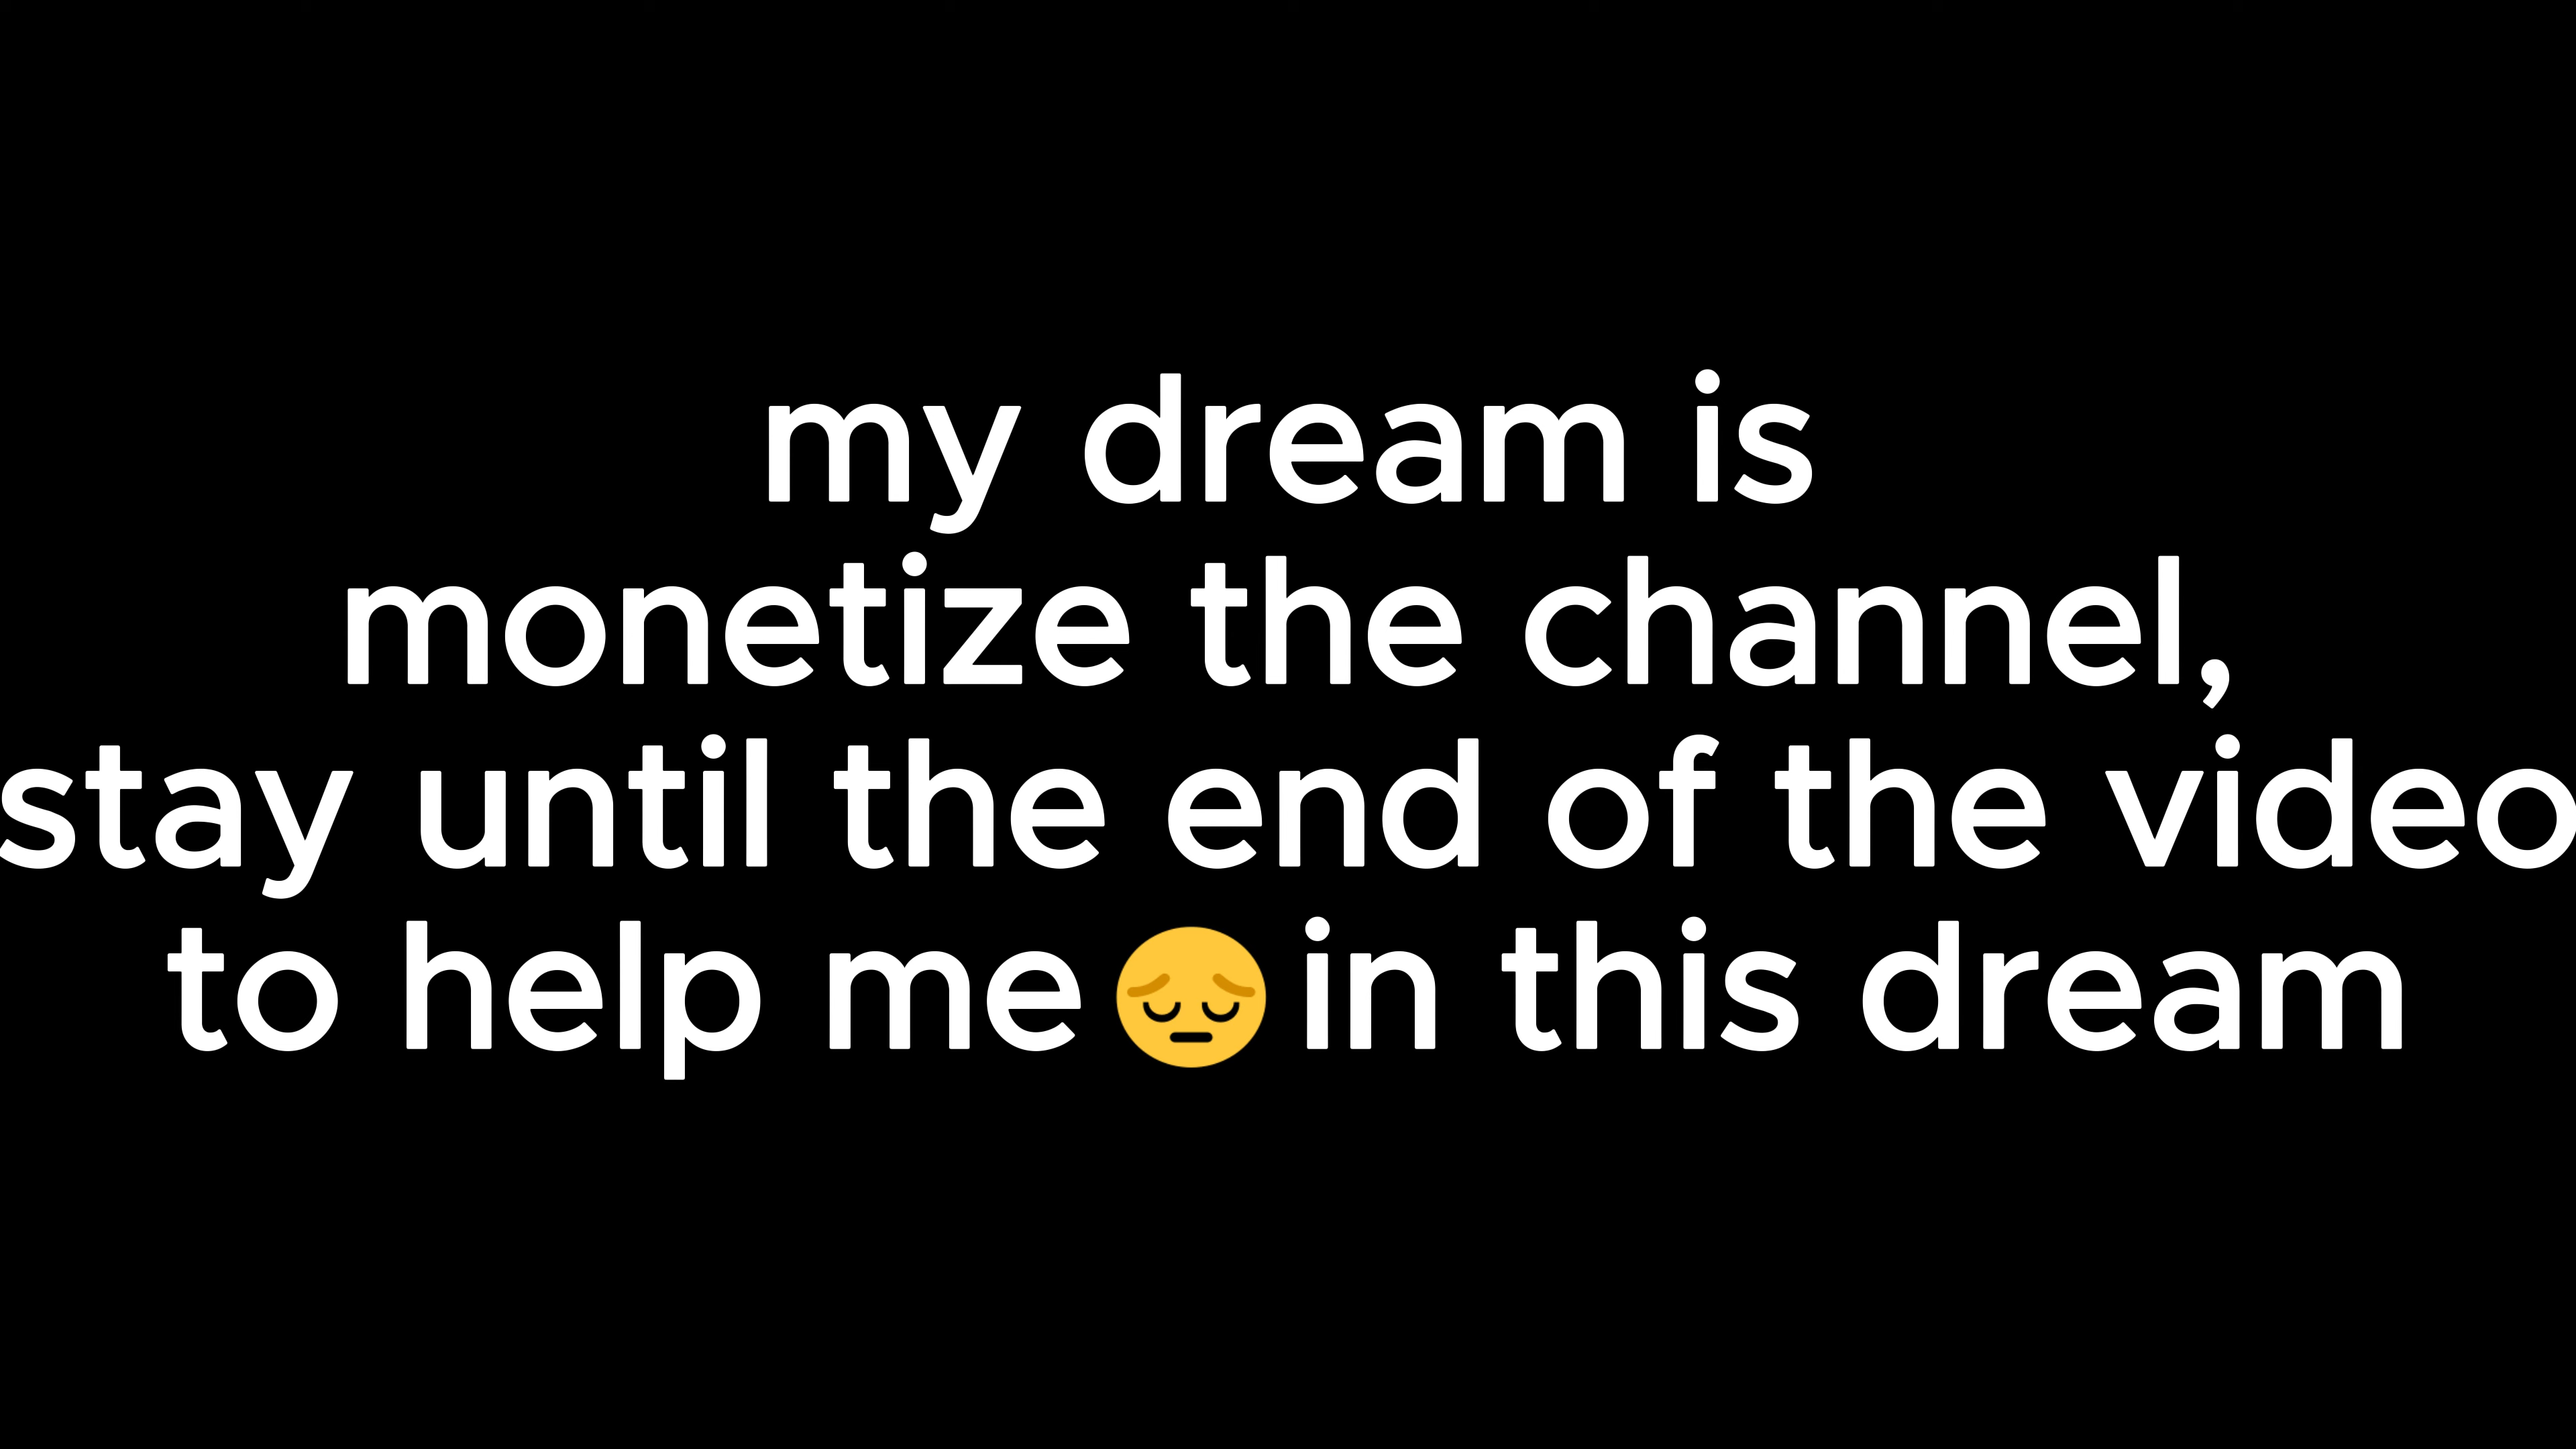 my dream is
monetize the channel,
stay until the end of the video
to help me😔in this dream